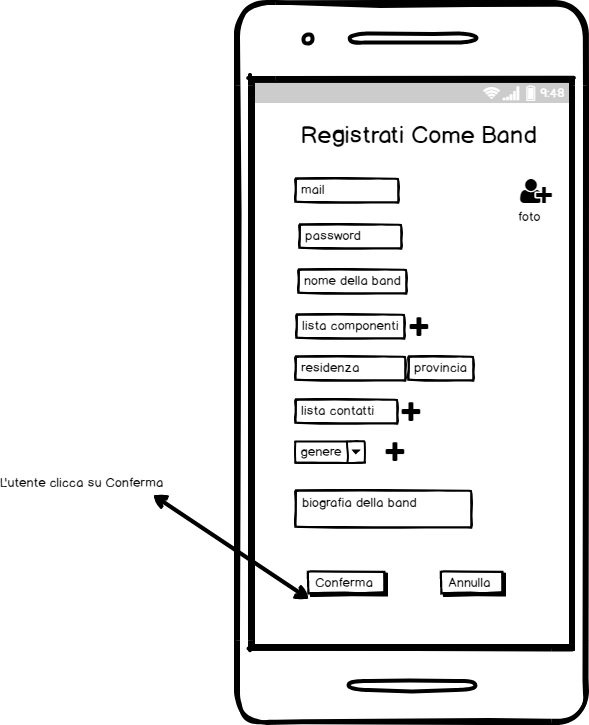 9:48
Registrati Come Band
mail
foto
password
nome della band
lista componenti
residenza provincia
lista contatti
genere
L'utente clicca su Conferma
biografia della band
Conferma Annulla